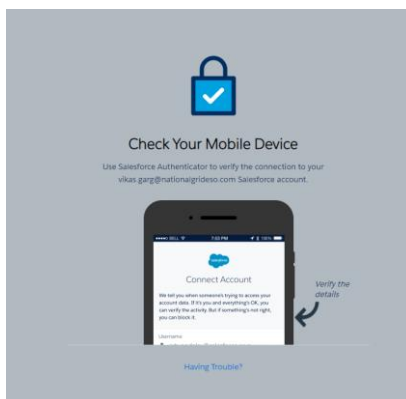 Check Your Mobile Device
Use Salesforce Authenticator to verify the connection to your
vikas.garg@nationalgrideso.com Salesforce account.
BELL 7:00 PM 100%
salesforce
Connect Account
We tell you when someone's trying to access your
account data. If it's you and everything's OK, you
can verify the activity. But if something's not right,
you can block it.
Username
Verify the
details
Having Trouble?